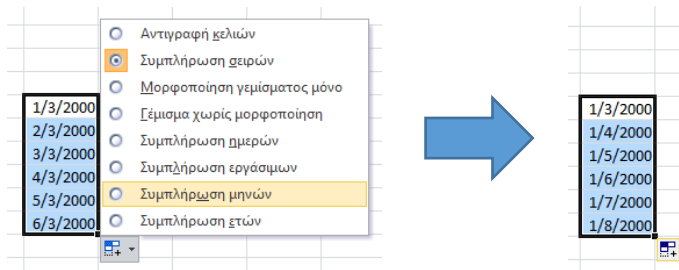 Αντιγραφή κελιών
Συμπλήρωση σειρών
Μορφοποίηση γεμίσματος μόνο
Γέμισμα χωρίς μορφοποίηση
Συμπλήρωση ημερών
Συμπλήρωση εργάσιμων
Συμπλήρωση μηνών
Συμπλήρωση ετών
1/3/2000
2/3/2000
3/3/2000
4/3/2000
5/3/2000
6/3/2000
1/3/2000
1/4/2000
1/5/2000
1/6/2000
1/7/2000
1/8/2000